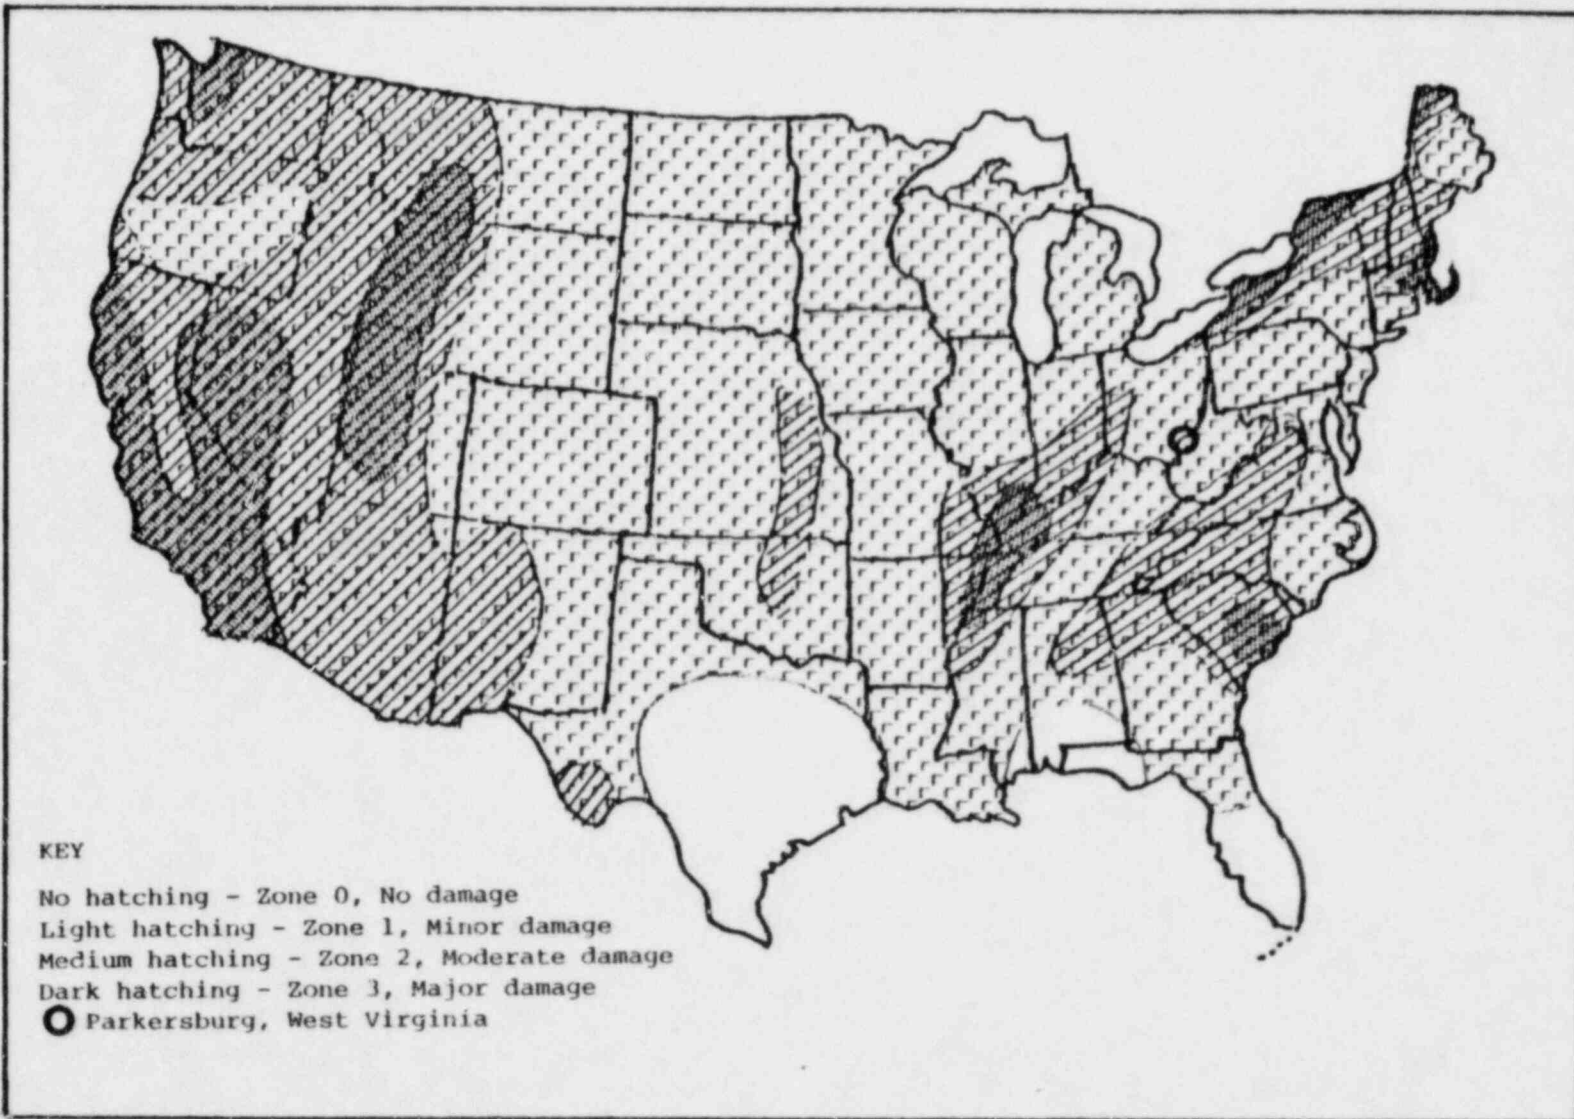 KEY
No hatching - Zone 0, No damage
Light hatching - Zone 1, Minor damage
Medium hatching - Zone 2, Moderate damage
Dark hatching - Zone 3, Major damage
Parkersburg, West Virginia